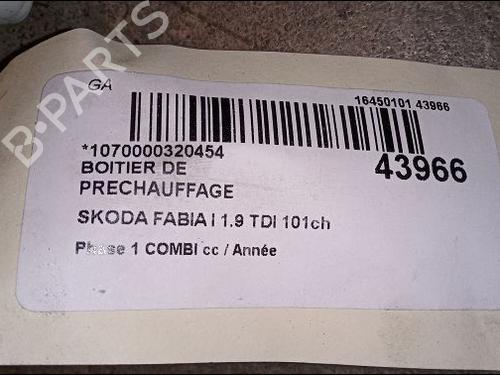 B-PARTS
GA
16450101 43966
*1070000320454
43966
BOITIER DE
PRECHAUFFAGE
SKODA FABIA I 1.9 TDI 101ch
Phase 1 COMBI cc / Année